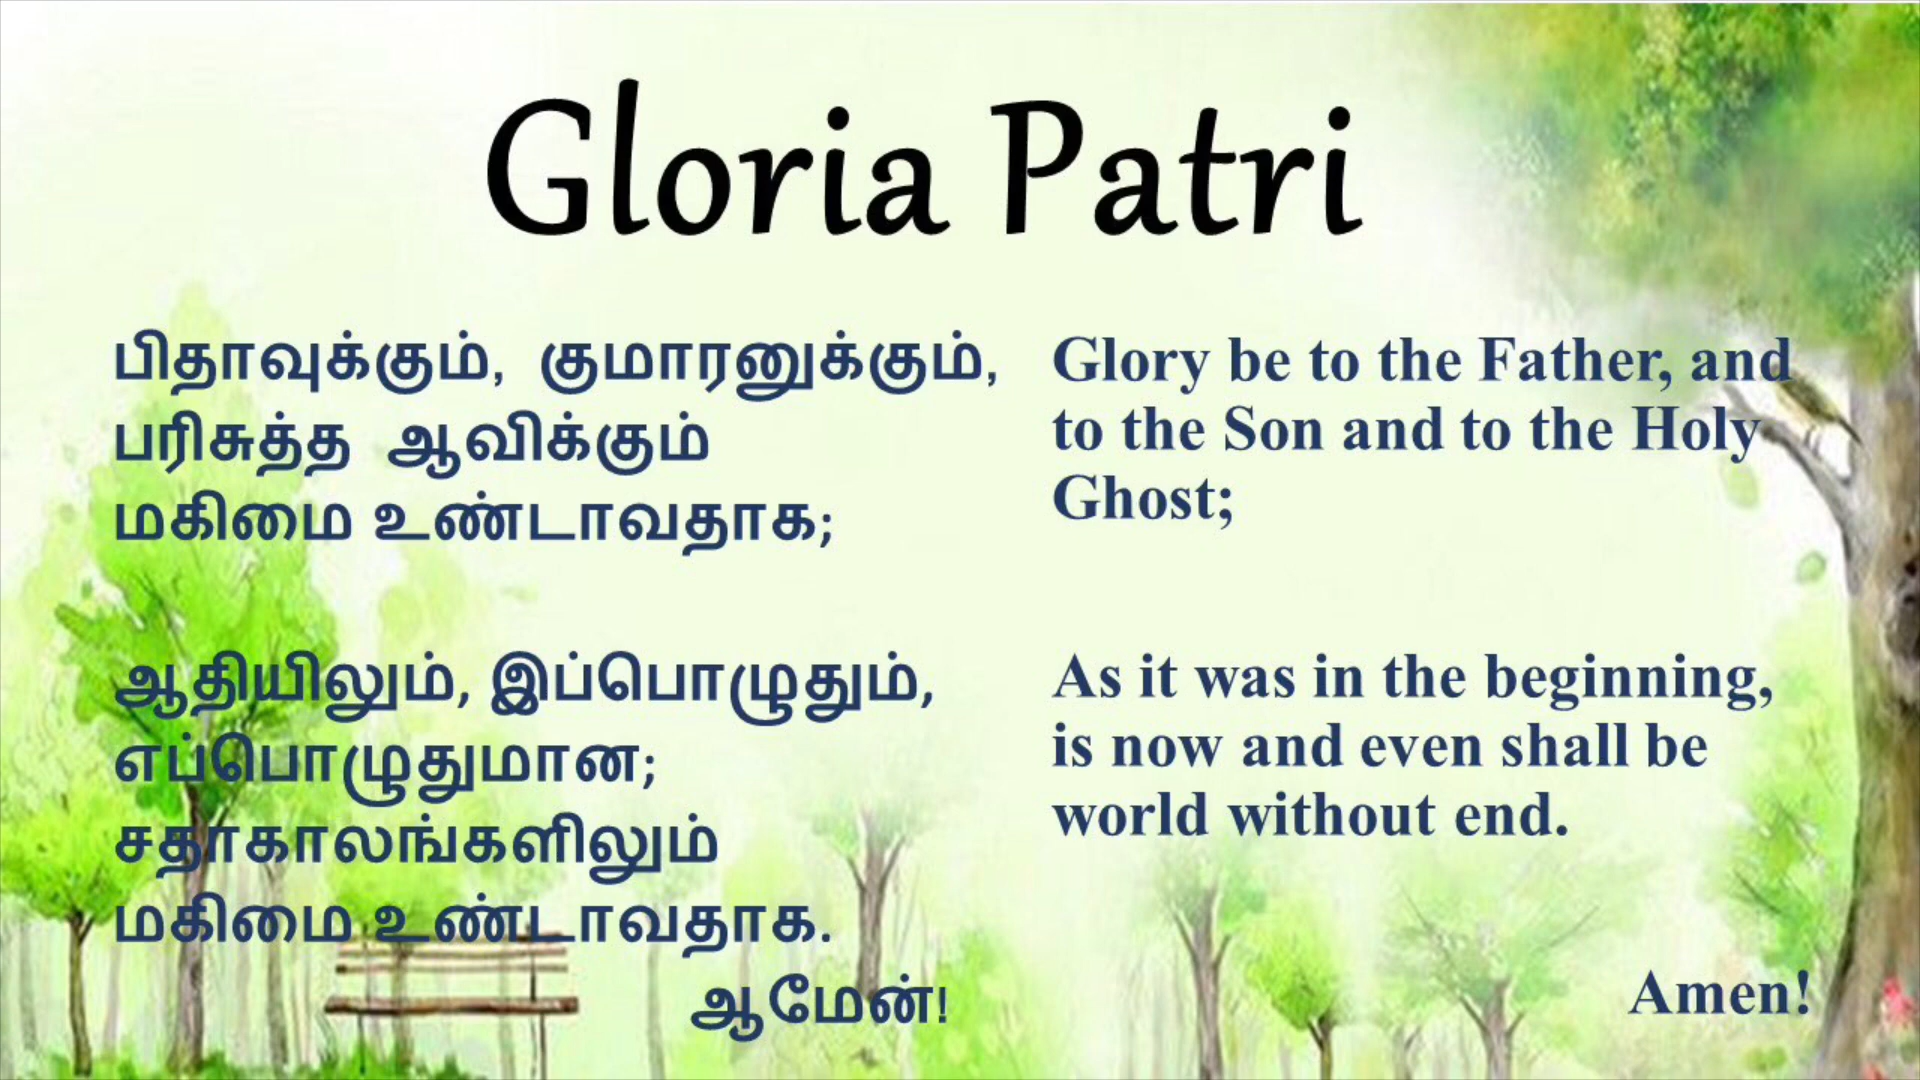 Gloria Patri
பிதாவுக்கும், குமாரனுக்கும்,
பரிசுத்த ஆவிக்கும்
மகிமை உண்டாவதாக;
ஆதியிலும், இப்பொழுதும்,
எப்பொழுதுமான;
சதாகாலங்களிலும்
மகிமை உண்டாவதாக.
ஆமேன்!
Glory be to the Father, and
to the Son and to the Holy
Ghost;
As it was in the beginning,
is now and even shall be
world without end.
Amen!